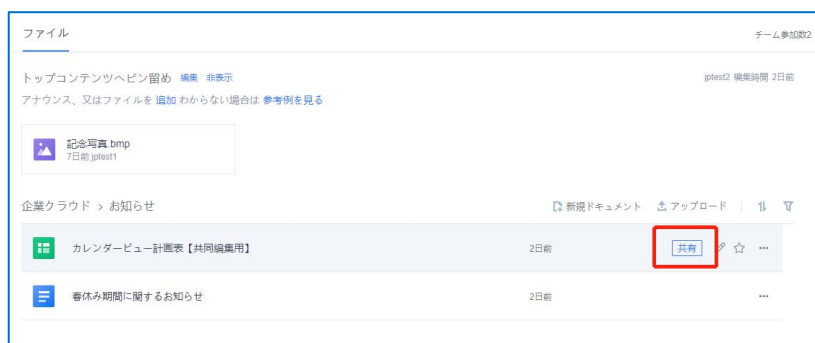 ファイル
チーム参加数2
トップコンテンツへピン留め 編集 非表示
jptest2 編集時間 2日前
アナウンス、又はファイルを 追加 わからない場合は 参考例を見る
記念写真.bmp
7日前 jptest1
企業クラウド > お知らせ
新規ドキュメント アップロード
カレンダービュー計画表【共同編集用】 2日前 共有
春休み期間に関するお知らせ 2日前